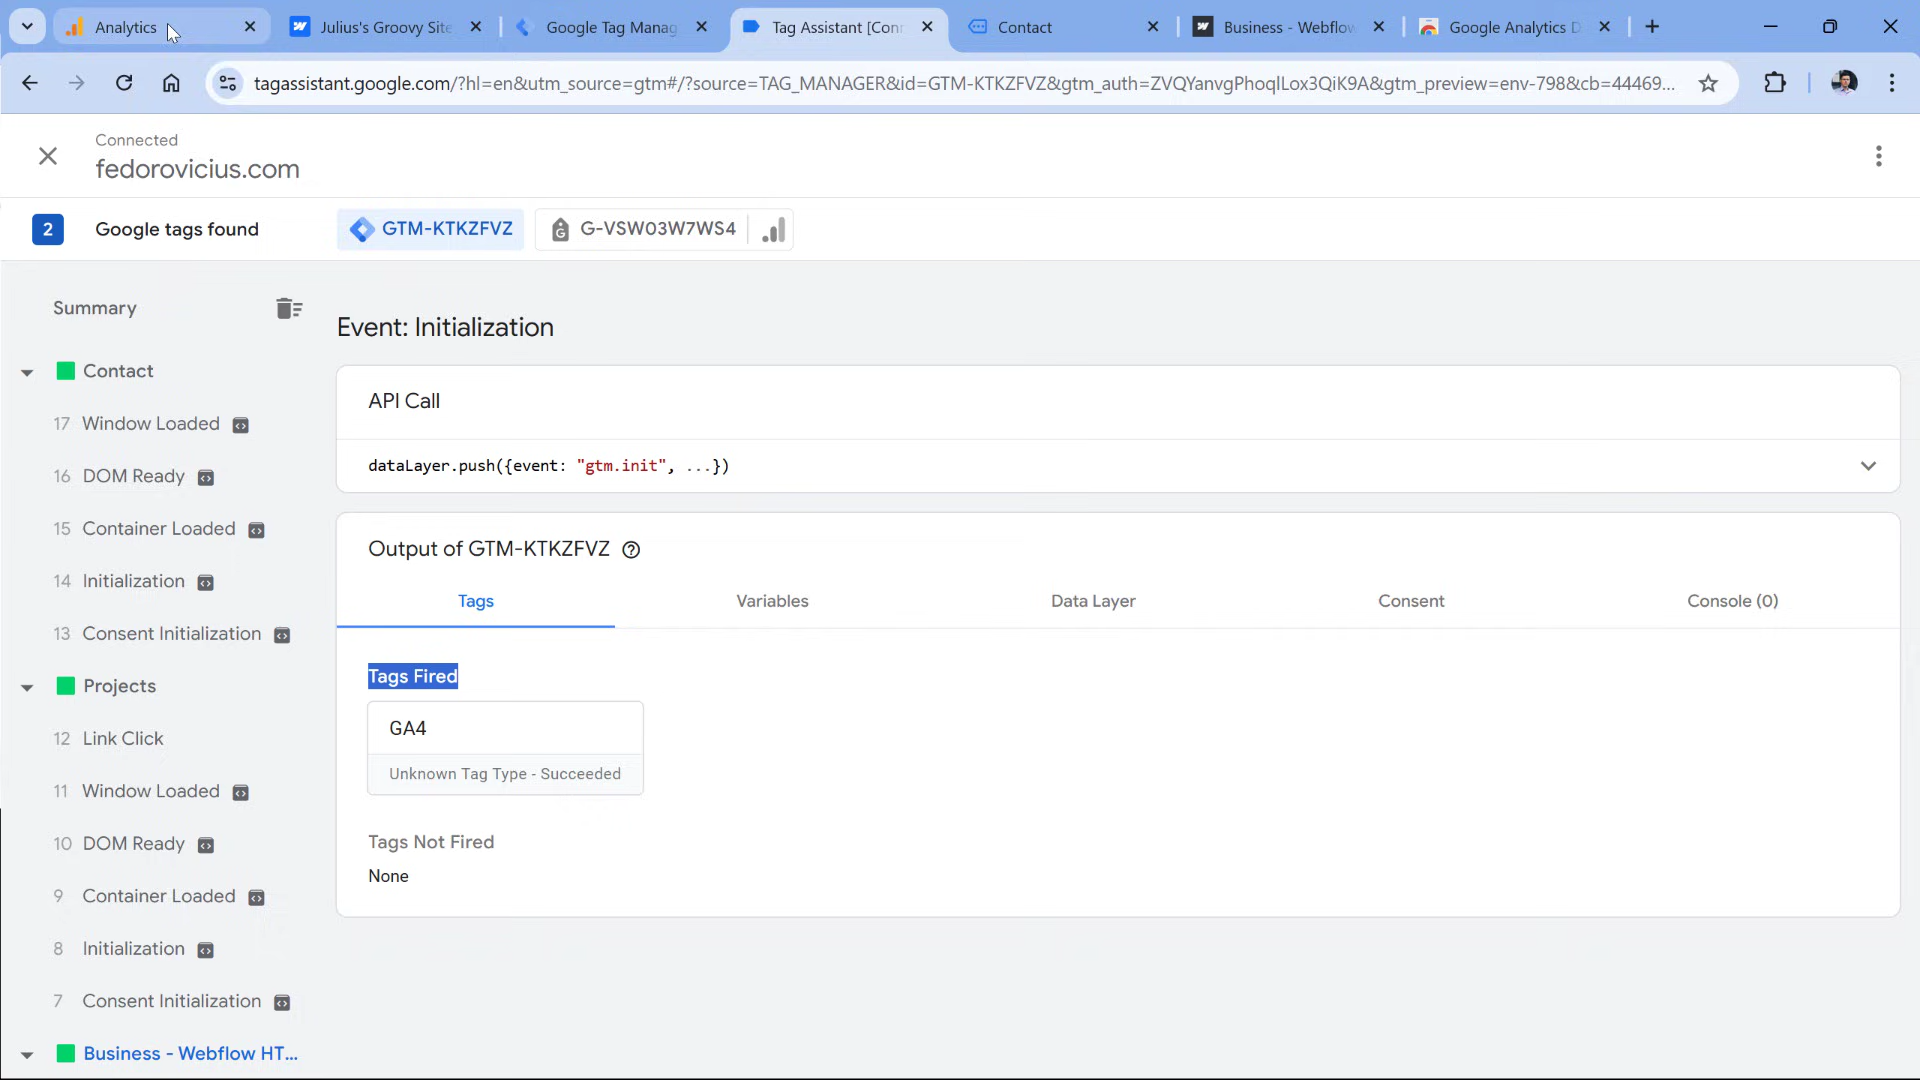 Analytics
Julius's Groovy Site
Google Tag Manag
Tag Assistant [Conn
Contact
Business - Webflow
Google Analytics D
tagassistant.google.com/?hl=en&utm_source=gtm#/?source=TAG_MANAGER&id=GTM-KTKZFVZ&gtm_auth=ZVQYanvgPhoqlLox3QiK9A&gtm_preview=env-798&cb=44469...
Connected
fedorovicius.com
2
Google tags found
GTM-KTKZFVZ
G-VSW03W7WS4
Summary
Contact
17 Window Loaded
16 DOM Ready
15 Container Loaded
14 Initialization
13 Consent Initialization
Projects
12 Link Click
11 Window Loaded
10 DOM Ready
9 Container Loaded
8 Initialization
7 Consent Initialization
Business - Webflow HT...
Event: Initialization
API Call
dataLayer.push({event: "gtm.init", ...})
Output of GTM-KTKZFVZ
Tags
Variables
Data Layer
Consent
Console (0)
Tags Fired
GA4
Unknown Tag Type - Succeeded
Tags Not Fired
None